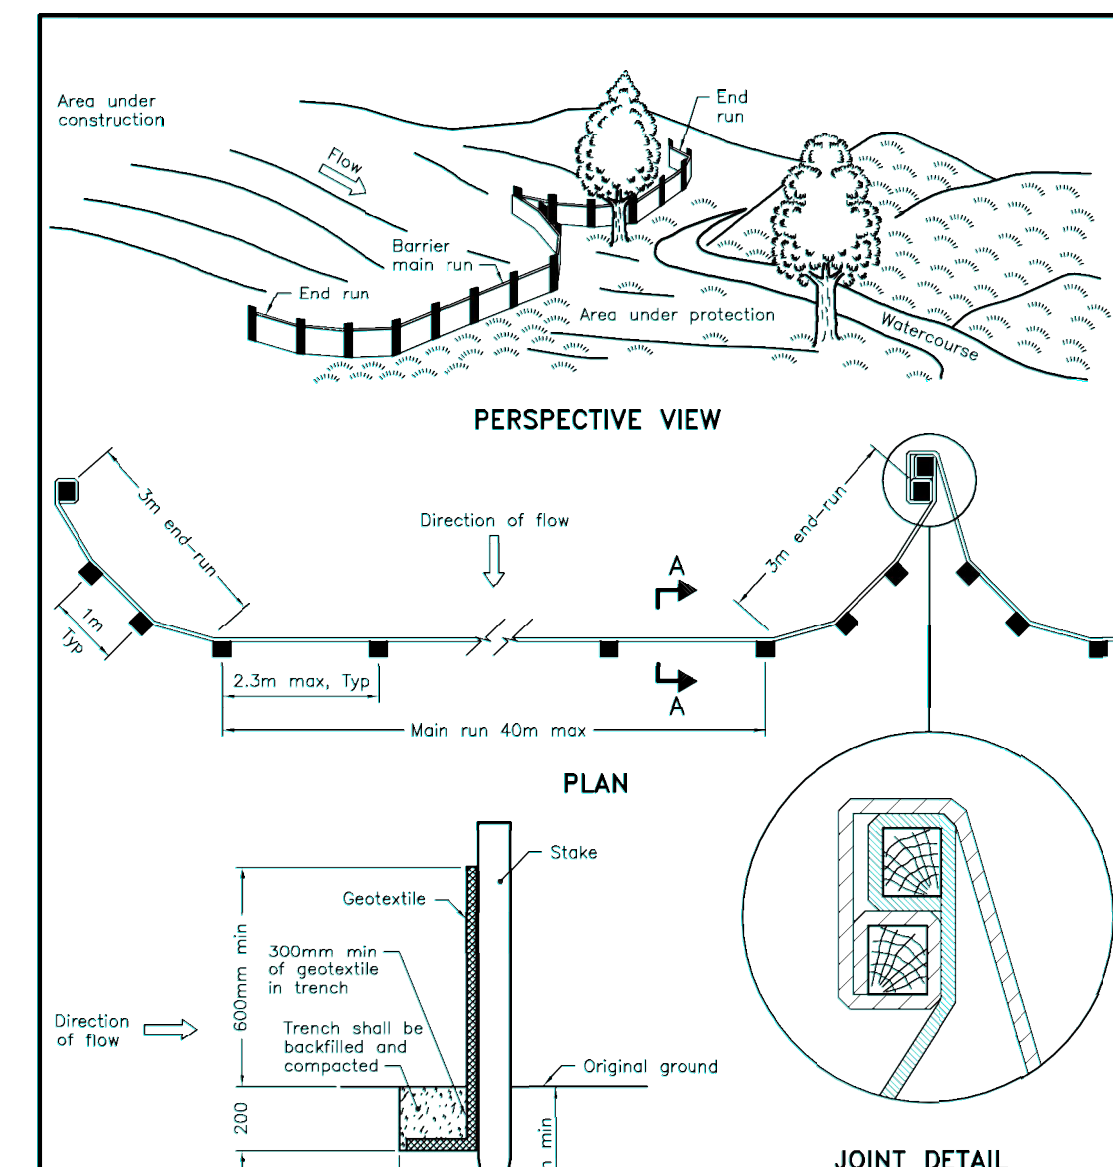 Area under
construction
End
run
Flow
Barrier
main run
End run
Area under protection
Watercourse
PERSPECTIVE VIEW
3m end-run
Direction of flow
3m end-run
A
1m
Typ
2.3m max, Typ
A
Main run 40m max
PLAN
Stake
Geotextile
600mm min
300mm min
of geotextile
in trench
Direction
of flow
Trench shall be
backfilled and
compacted
Original ground
200
min
JOINT DETAIL